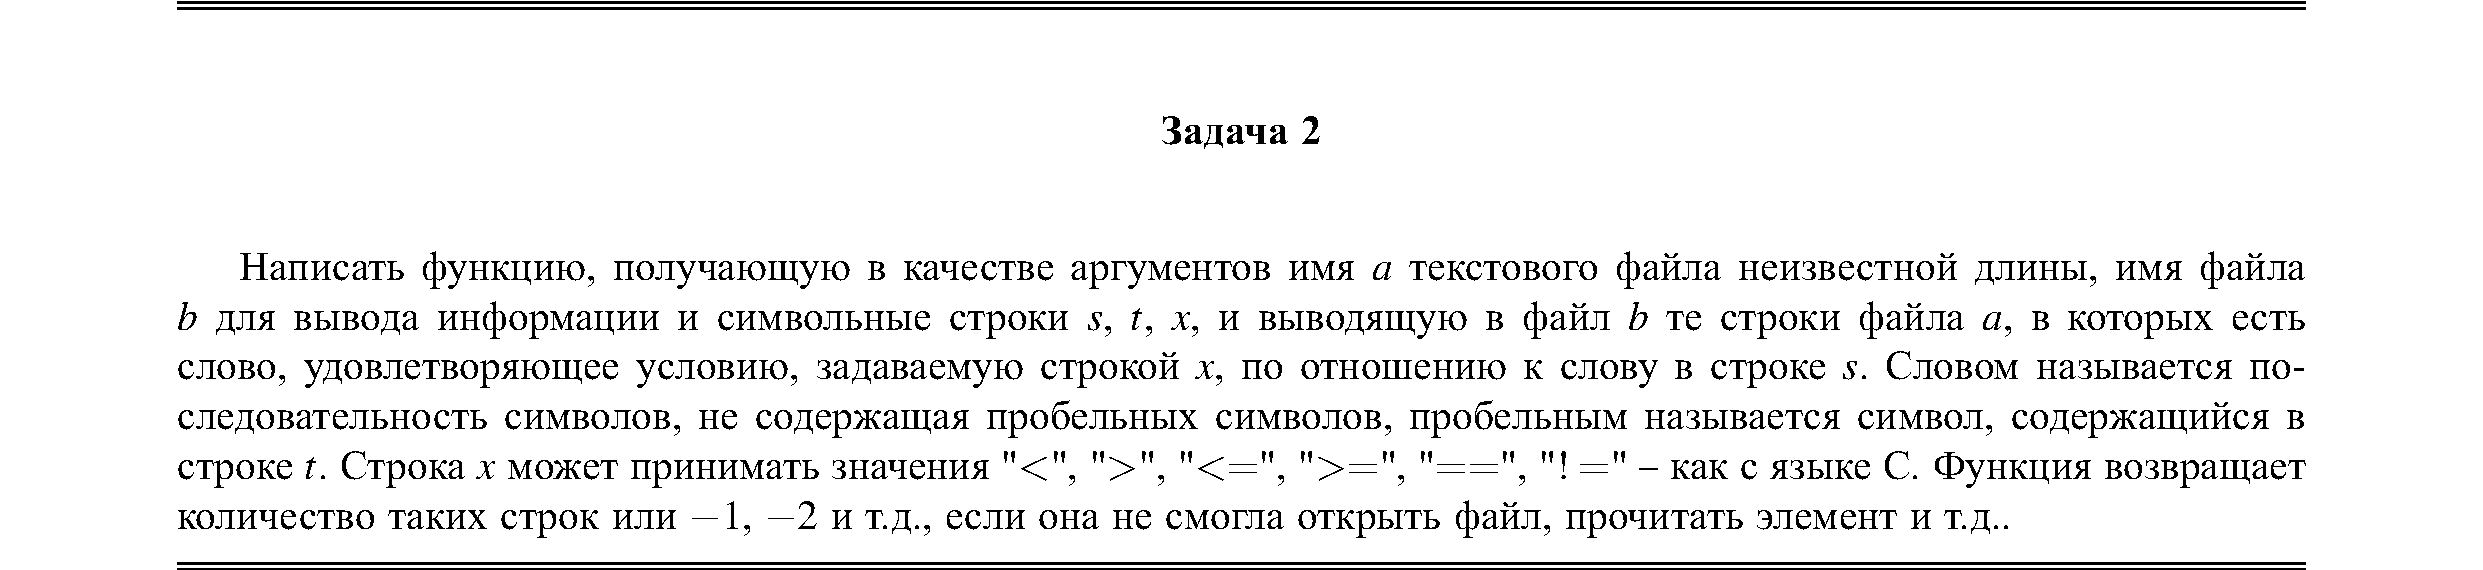 Задача 2
Написать функцию, получающую в качестве аргументов имя a текстового файла неизвестной длины, имя файла
b для вывода информации и символьные строки s, t, x, и выводящую в файл b те строки файла a, в которых есть
слово, удовлетворяющее условию, задаваемую строкой x, по отношению к слову в строке s. Словом называется по-
следовательность символов, не содержащая пробельных символов, пробельным называется символ, содержащийся в
строке t. Строка x может принимать значения "<", ">", "<=", ">=", "==", "! =" – как с языке C. Функция возвращает
количество таких строк или −1, −2 и т.д., если она не смогла открыть файл, прочитать элемент и т.д..